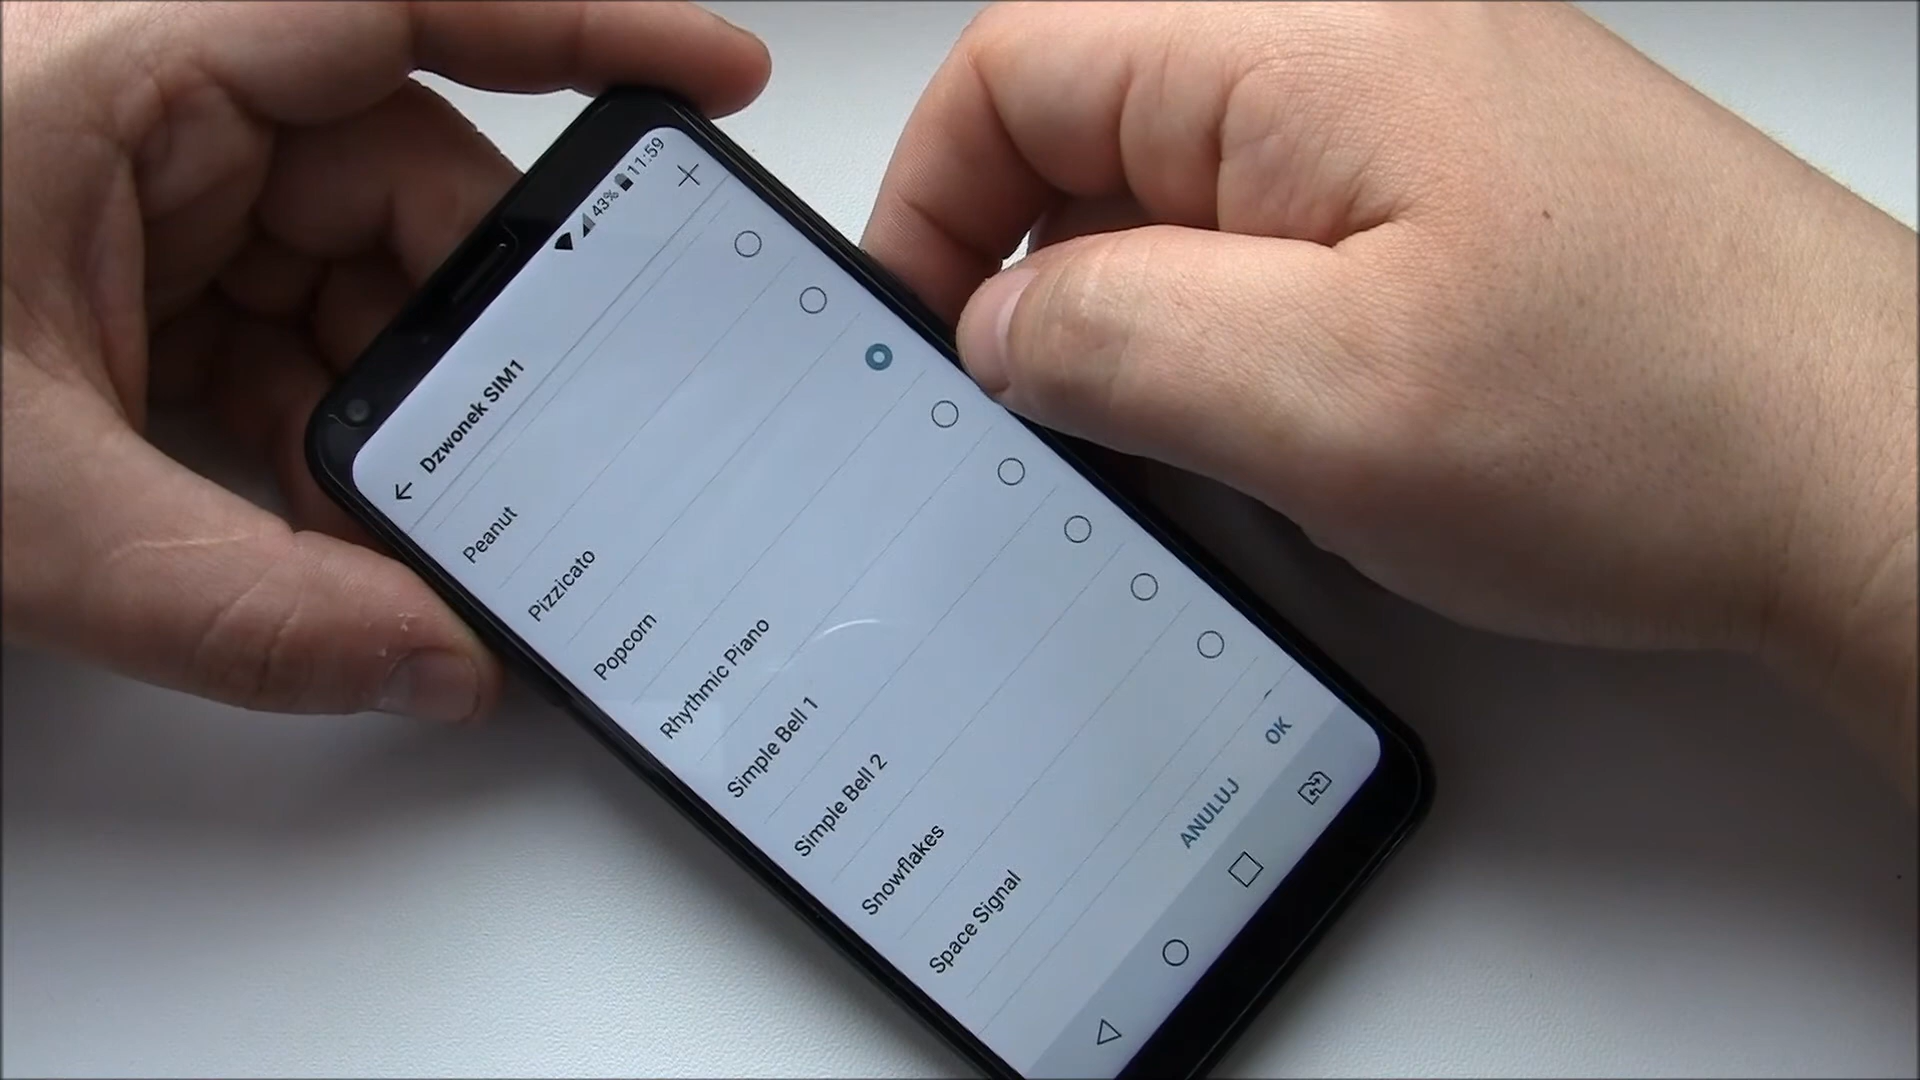 43% 11:59
Dzwonek SIM1
Peanut
Pizzicato
Popcorn
Rhythmic Piano
Simple Bell 1
Simple Bell 2
Snowflakes
Space Signal
ANULUJ OK